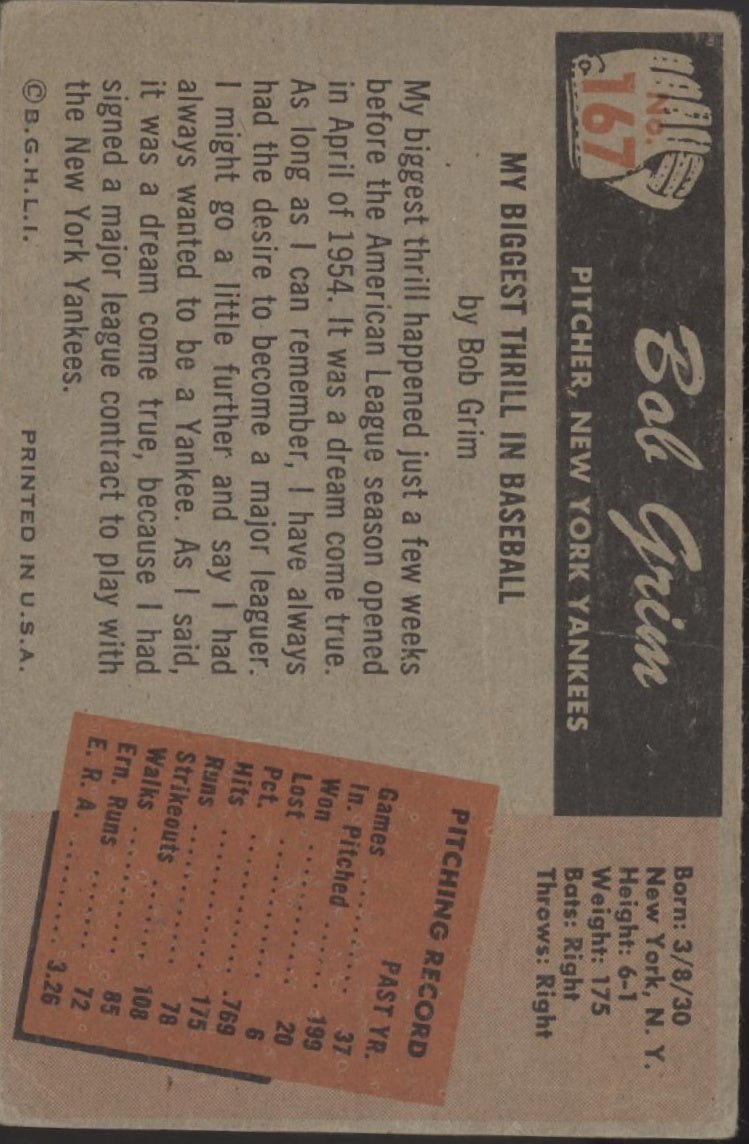 No.
167
Bob Grim
PITCHER, NEW YORK YANKEES
Born: 3/8/30
New York, N. Y.
Height: 6-1
Weight: 175
Bats: Right
Throws: Right
MY BIGGEST THRILL IN BASEBALL
by Bob Grim
My biggest thrill happened just a few weeks
before the American League season opened
in April of 1954. It was a dream come true.
As long as I can remember, I have always
had the desire to become a major leaguer.
I might go a little further and say I had
always wanted to be a Yankee. As I said,
it was a dream come true, because I had
signed a major league contract to play with
the New York Yankees.
PITCHING RECORD
PAST YR.
Games ......... 37
In. Pitched ...... 199
Won ........... 20
Lost ........... 6
Pct. ........... .769
Hits ........... 175
Runs .......... 78
Strikeouts ...... 108
Walks ......... 85
Ern. Runs ...... 72
E. R. A. ........ 3.26
© B.G.H.L.I.
PRINTED IN U.S.A.